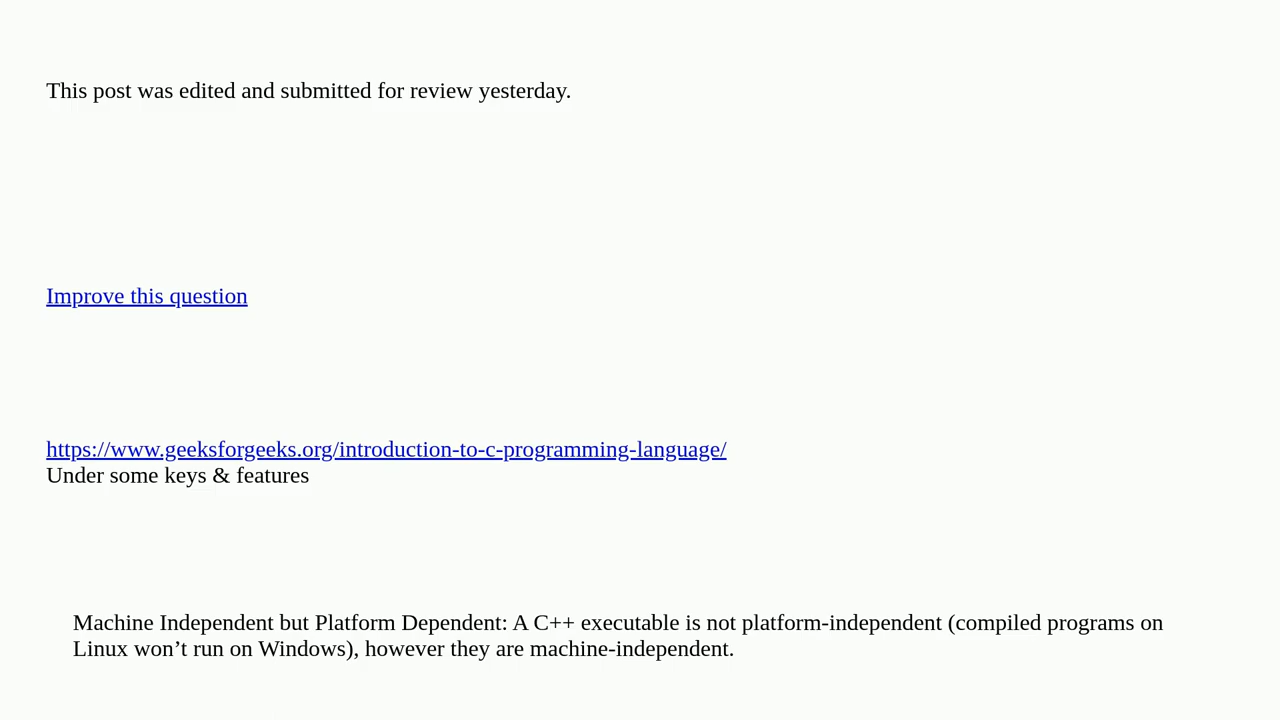 This post was edited and submitted for review yesterday.
Improve this question
https://www.geeksforgeeks.org/introduction-to-c-programming-language/
Under some keys & features
Machine Independent but Platform Dependent: A C++ executable is not platform-independent (compiled programs on
Linux won’t run on Windows), however they are machine-independent.